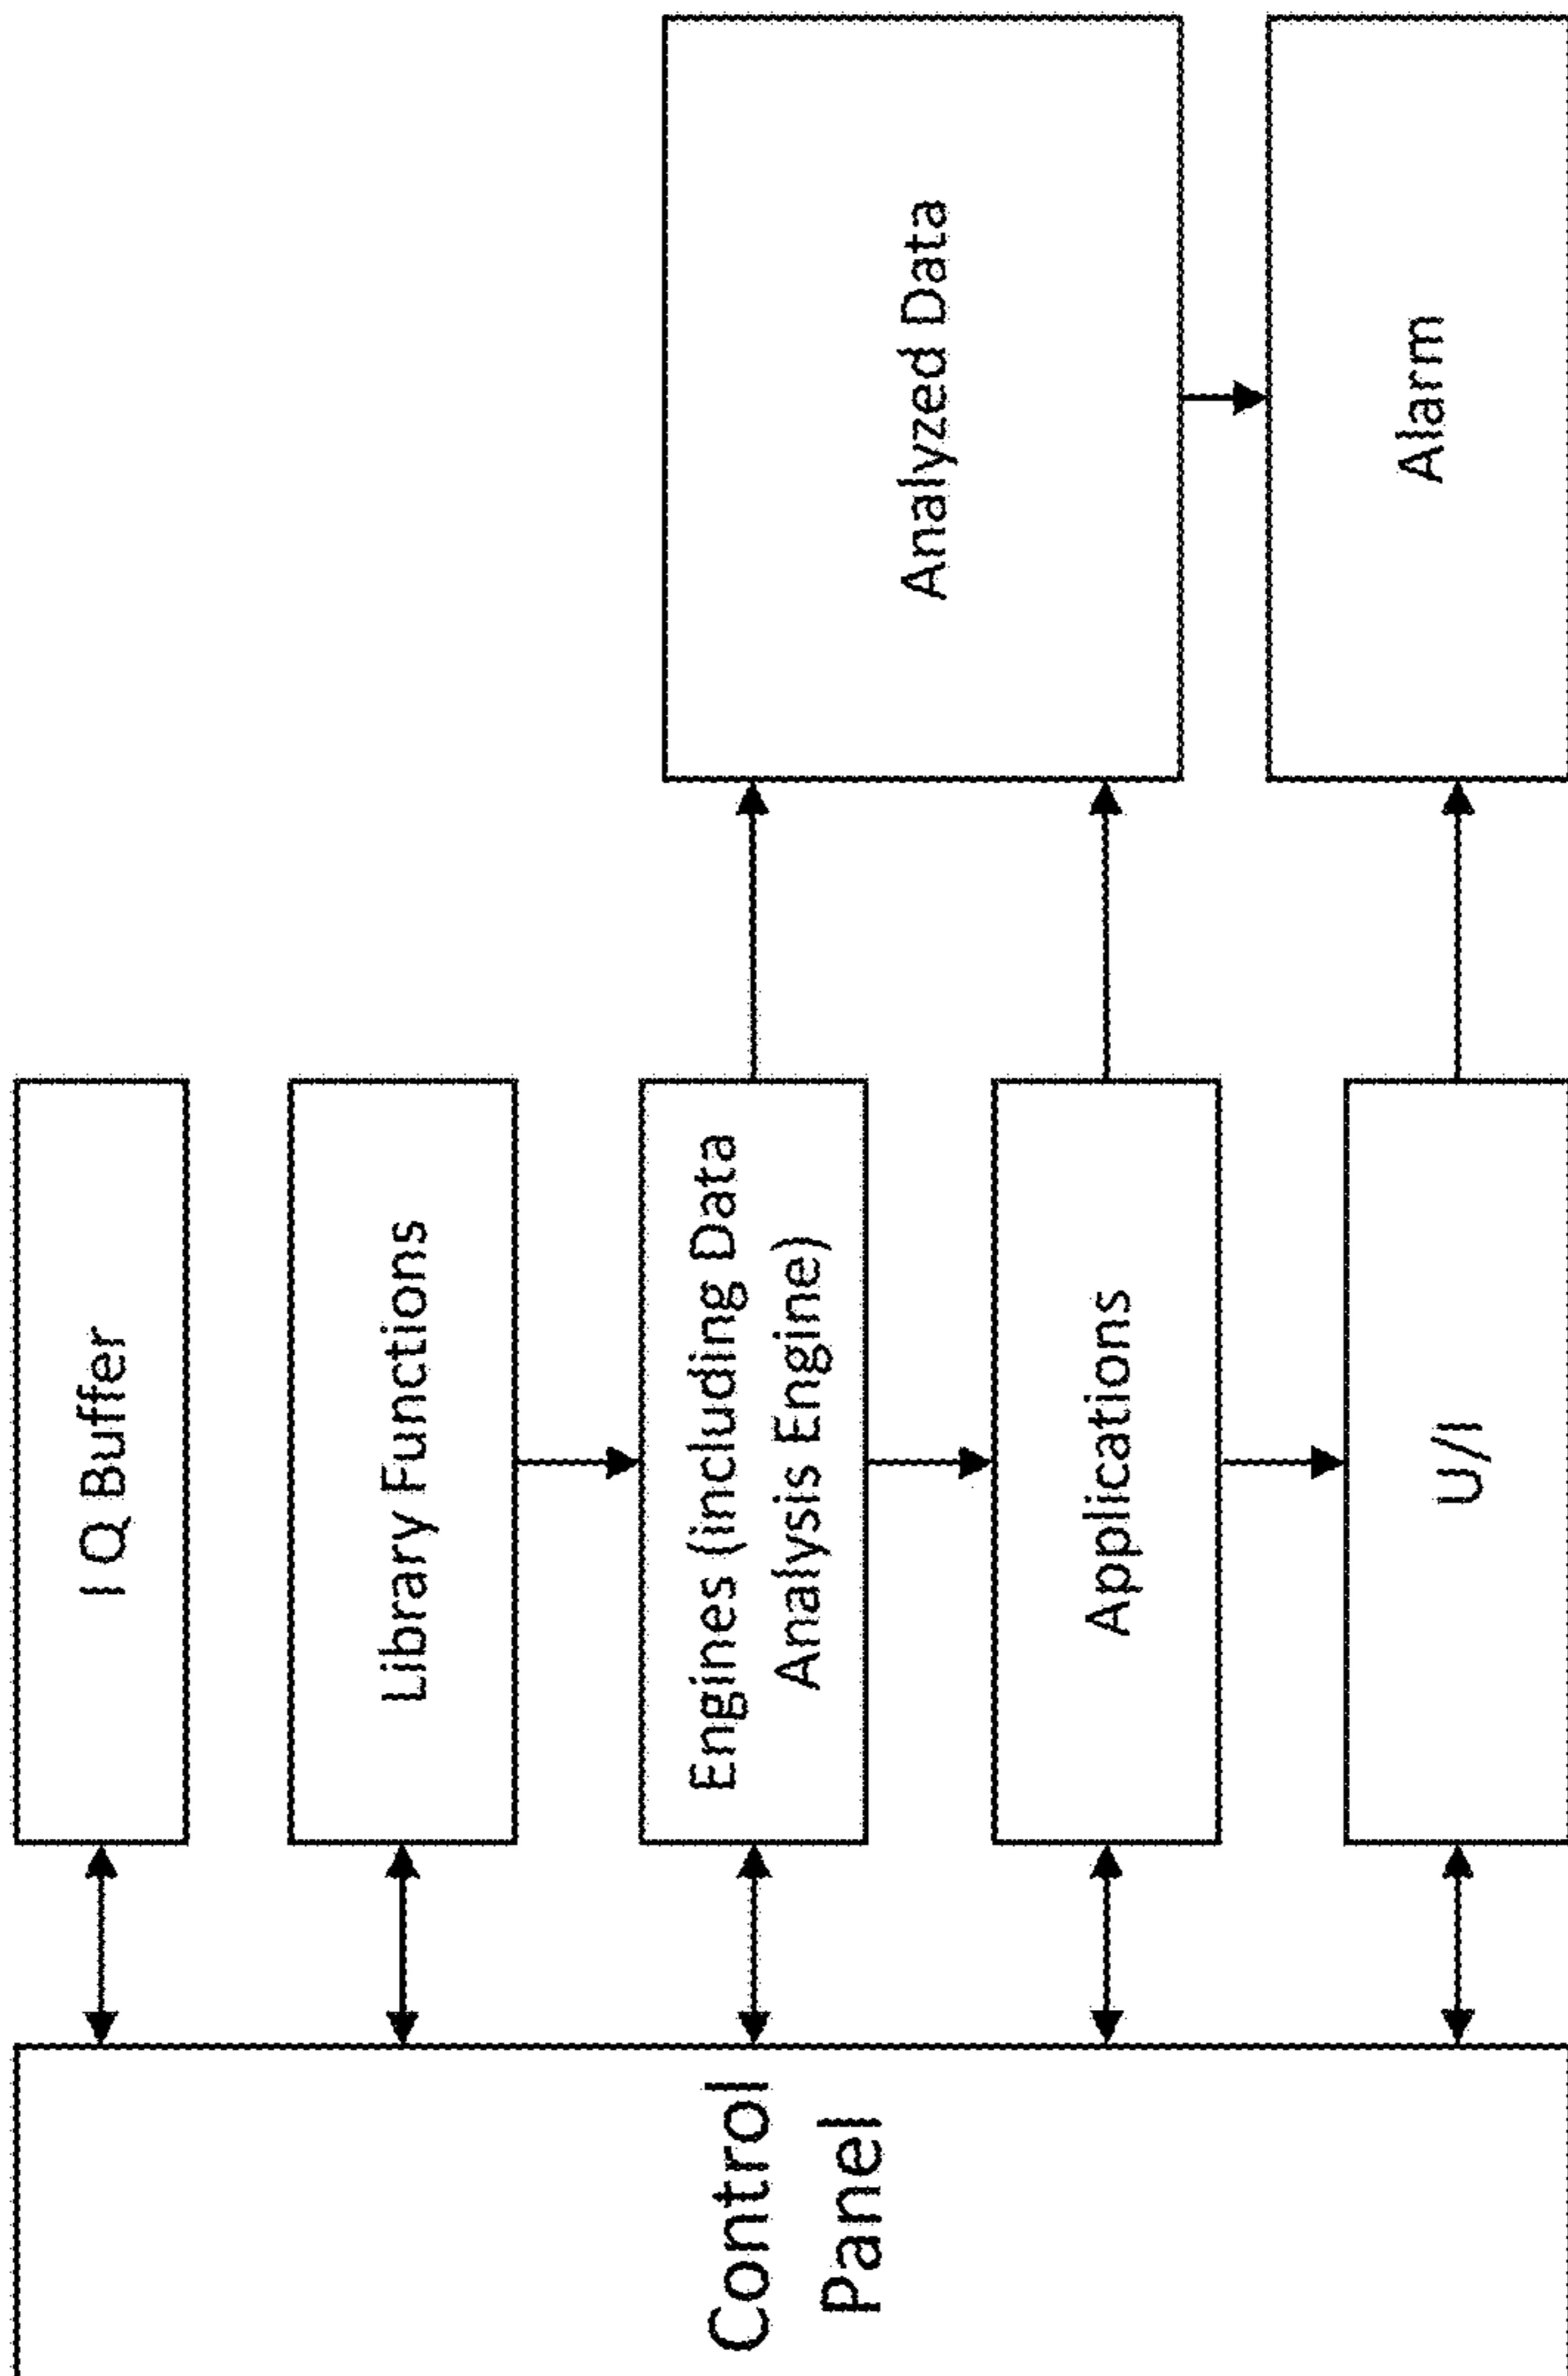 I Q Buffer
Library Functions
Engines (including Data
Analysis Engine)
Applications
U/I
Analyzed Data
Alarm
Control
Panel